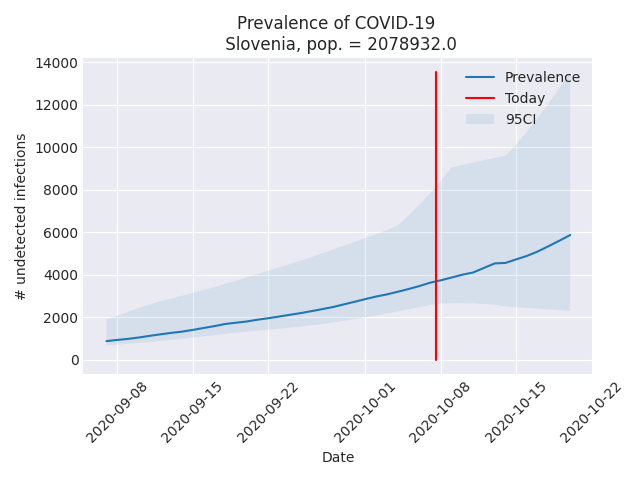 Prevalence of COVID-19
Slovenia, pop. = 2078932.0
14000
12000
10000
8000
6000
4000
2000
0
# undetected infections
Prevalence
Today
95CI
2020-09-08
2020-09-15
2020-09-22
2020-10-01
2020-10-08
2020-10-15
2020-10-22
Date